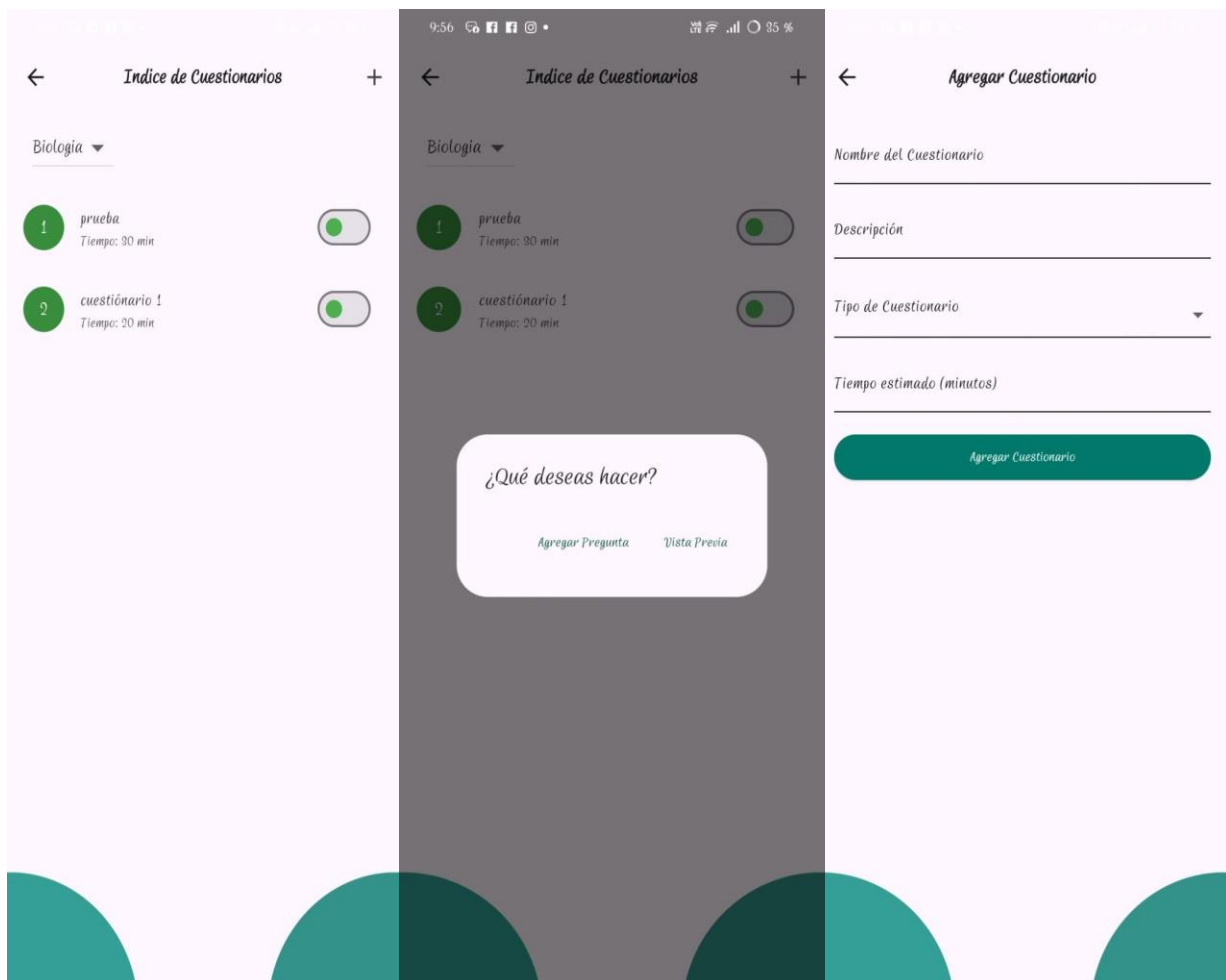 Indice de Cuestionarios
Biologia
1
prueba
Tiempo: 30 min
2
cuestiónario 1
Tiempo: 20 min
9:56
35 %
Indice de Cuestionarios
Biologia
1
prueba
Tiempo: 30 min
2
cuestiónario 1
Tiempo: 20 min
¿Qué deseas hacer?
Agregar Pregunta Vista Previa
Agregar Cuestionario
Nombre del Cuestionario
Descripción
Tipo de Cuestionario
Tiempo estimado (minutos)
Agregar Cuestionario